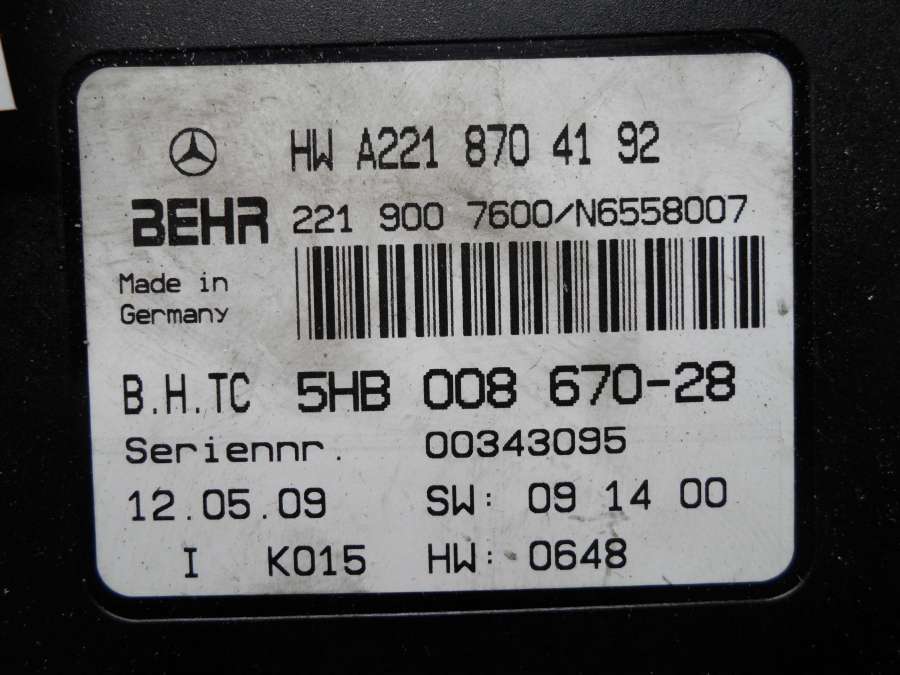 HW A221 870 41 92
BEHR 221 900 7600/N6558007
Made in
Germany
B.H.TC 5HB 008 670-28
Seriennr. 00343095
12.05.09 SW: 09 14 00
I K015 HW: 0648